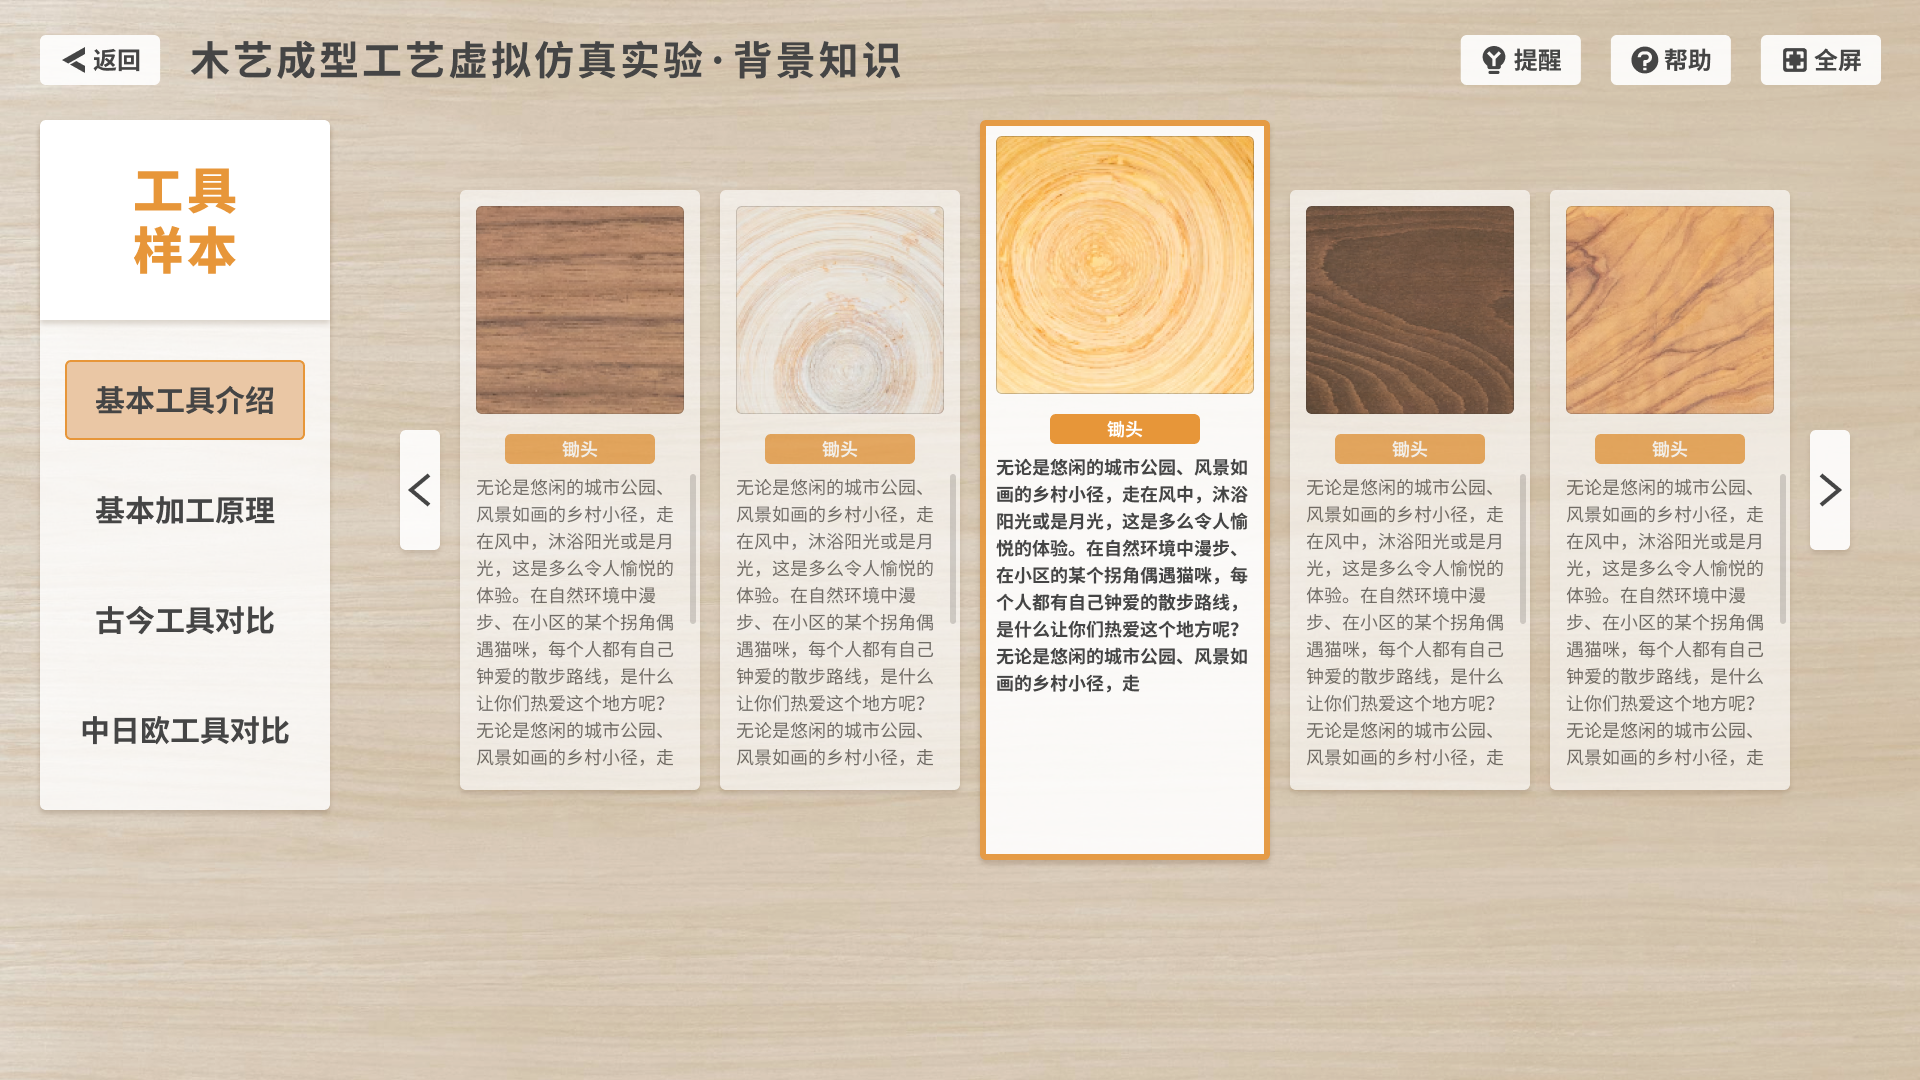 返回
木艺成型工艺虚拟仿真实验·背景知识
提醒
帮助
全屏
工具
样本
基本工具介绍
基本加工原理
古今工具对比
中日欧工具对比
锄头
无论是悠闲的城市公园、
风景如画的乡村小径，走
在风中，沐浴阳光或是月
光，这是多么令人愉悦的
体验。在自然环境中漫
步、在小区的某个拐角偶
遇猫咪，每个人都有自己
钟爱的散步路线，是什么
让你们热爱这个地方呢？
无论是悠闲的城市公园、
风景如画的乡村小径，走
锄头
无论是悠闲的城市公园、
风景如画的乡村小径，走
在风中，沐浴阳光或是月
光，这是多么令人愉悦的
体验。在自然环境中漫
步、在小区的某个拐角偶
遇猫咪，每个人都有自己
钟爱的散步路线，是什么
让你们热爱这个地方呢？
无论是悠闲的城市公园、
风景如画的乡村小径，走
锄头
无论是悠闲的城市公园、风景如
画的乡村小径，走在风中，沐浴
阳光或是月光，这是多么令人愉
悦的体验。在自然环境中漫步、
在小区的某个拐角偶遇猫咪，每
个人都有自己钟爱的散步路线，
是什么让你们热爱这个地方呢？
无论是悠闲的城市公园、风景如
画的乡村小径，走
锄头
无论是悠闲的城市公园、
风景如画的乡村小径，走
在风中，沐浴阳光或是月
光，这是多么令人愉悦的
体验。在自然环境中漫
步、在小区的某个拐角偶
遇猫咪，每个人都有自己
钟爱的散步路线，是什么
让你们热爱这个地方呢？
无论是悠闲的城市公园、
风景如画的乡村小径，走
锄头
无论是悠闲的城市公园、
风景如画的乡村小径，走
在风中，沐浴阳光或是月
光，这是多么令人愉悦的
体验。在自然环境中漫
步、在小区的某个拐角偶
遇猫咪，每个人都有自己
钟爱的散步路线，是什么
让你们热爱这个地方呢？
无论是悠闲的城市公园、
风景如画的乡村小径，走